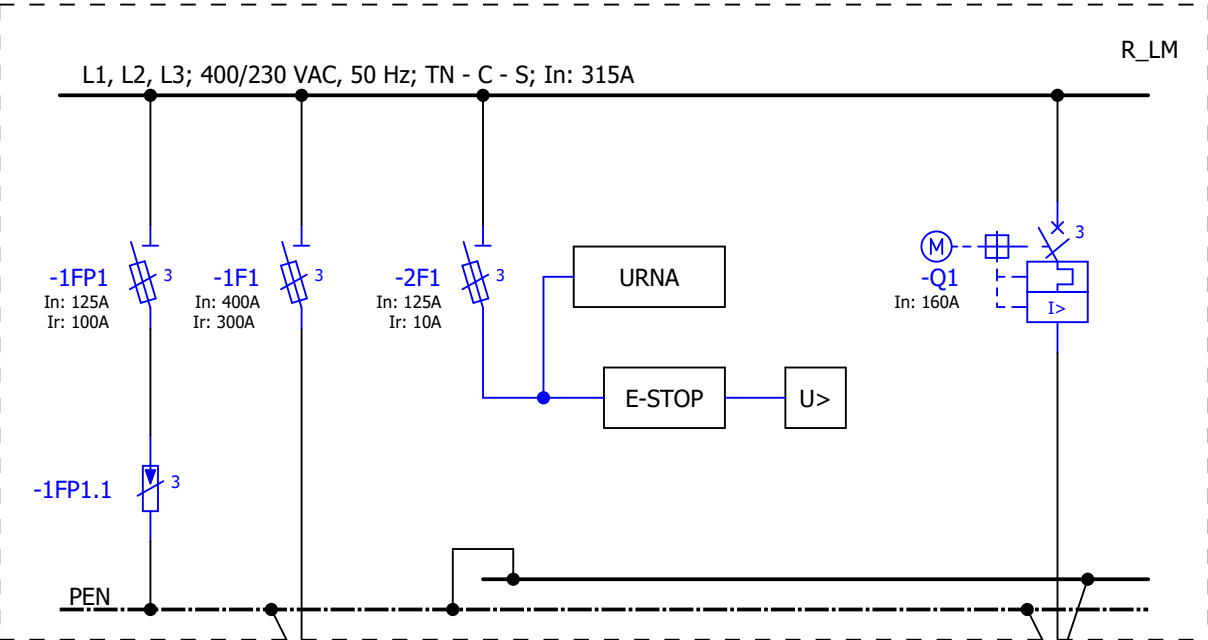 R_LM
L1, L2, L3; 400/230 VAC, 50 Hz; TN - C - S; In: 315A
-1FP1
In: 125A
Ir: 100A
3
-1F1
In: 400A
Ir: 300A
3
-2F1
In: 125A
Ir: 10A
3
URNA
E-STOP
U>
M
-Q1
In: 160A
3
I>
-1FP1.1
3
PEN